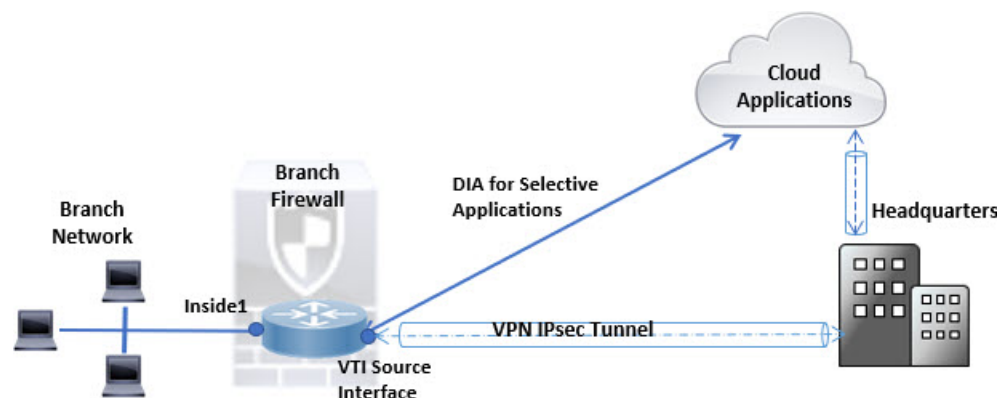 Cloud
Applications
Branch
Firewall
DIA for Selective
Applications
Branch
Network
Headquarters
Inside1
VPN IPsec Tunnel
VTI Source
Interface